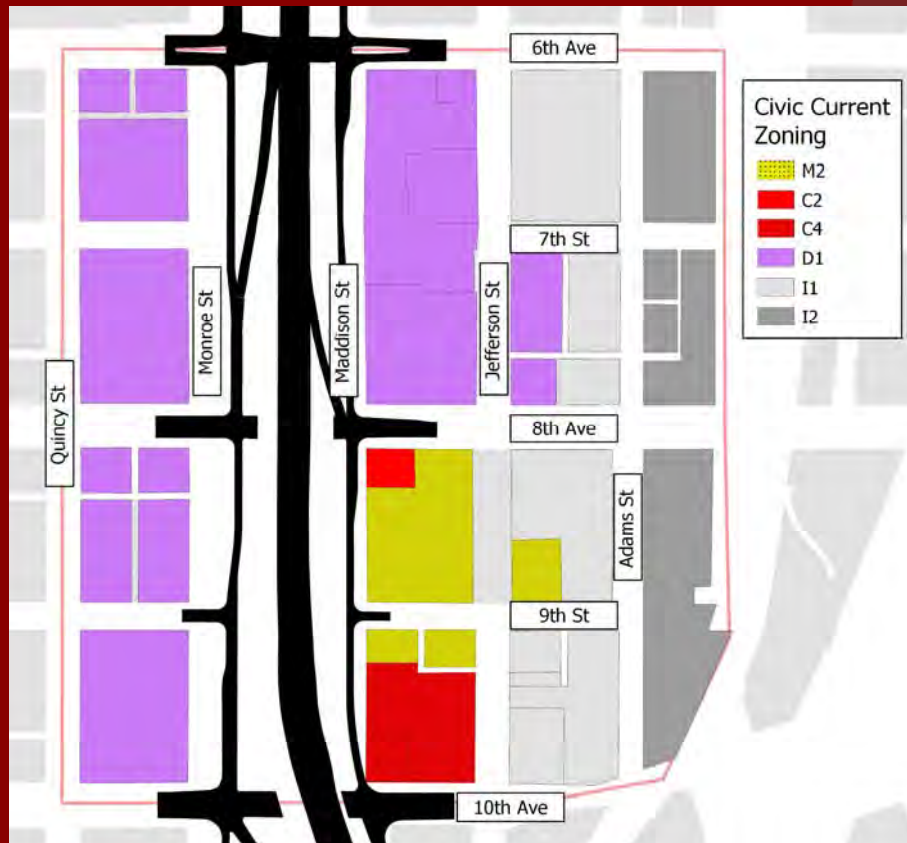 6th Ave
Civic Current
Zoning
M2
C2
C4
D1
I1
I2
7th St
Monroe St
Maddison St
Jefferson St
Quincy St
8th Ave
Adams St
9th St
10th Ave